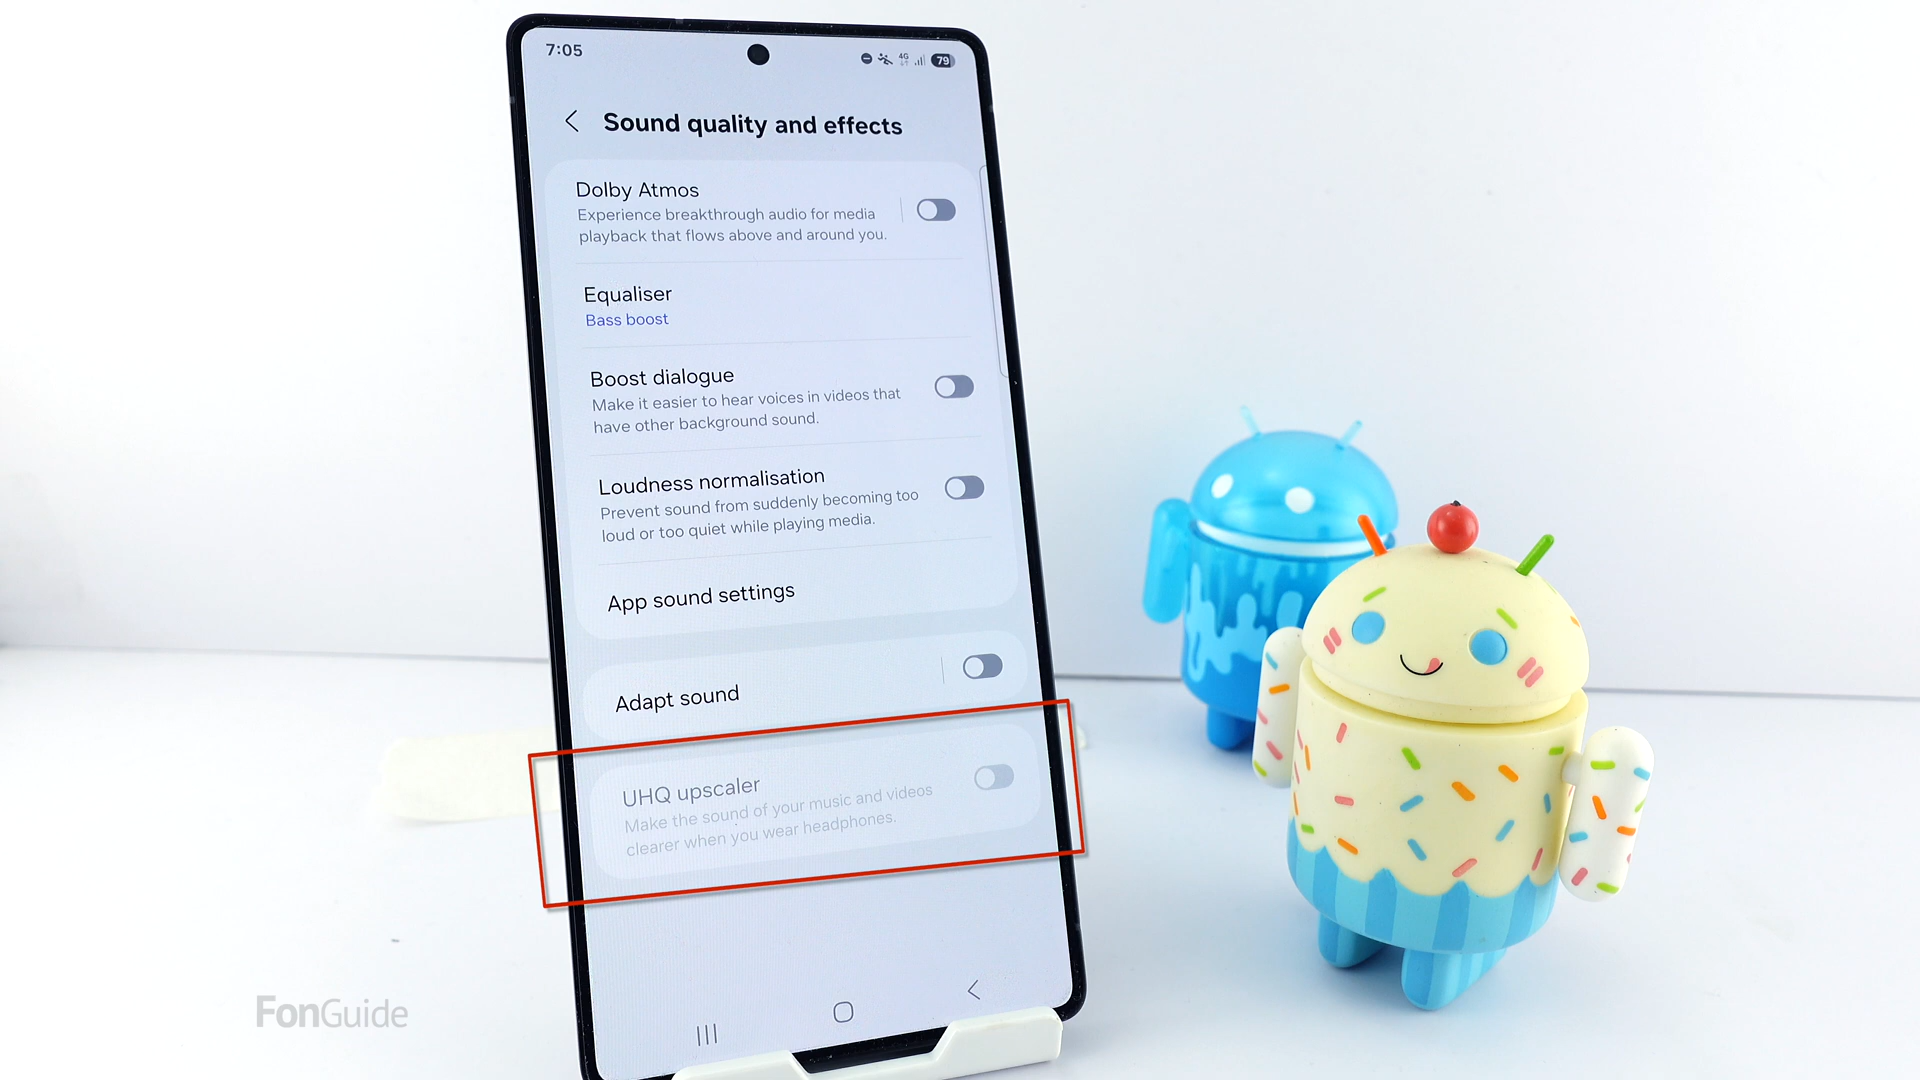 7:05
4G
79
Sound quality and effects
Dolby Atmos
Experience breakthrough audio for media
playback that flows above and around you.
Equaliser
Bass boost
Boost dialogue
Make it easier to hear voices in videos that
have other background sound.
Loudness normalisation
Prevent sound from suddenly becoming too
loud or too quiet while playing media.
App sound settings
Adapt sound
UHQ upscaler
Make the sound of your music and videos
clearer when you wear headphones.
FonGuide